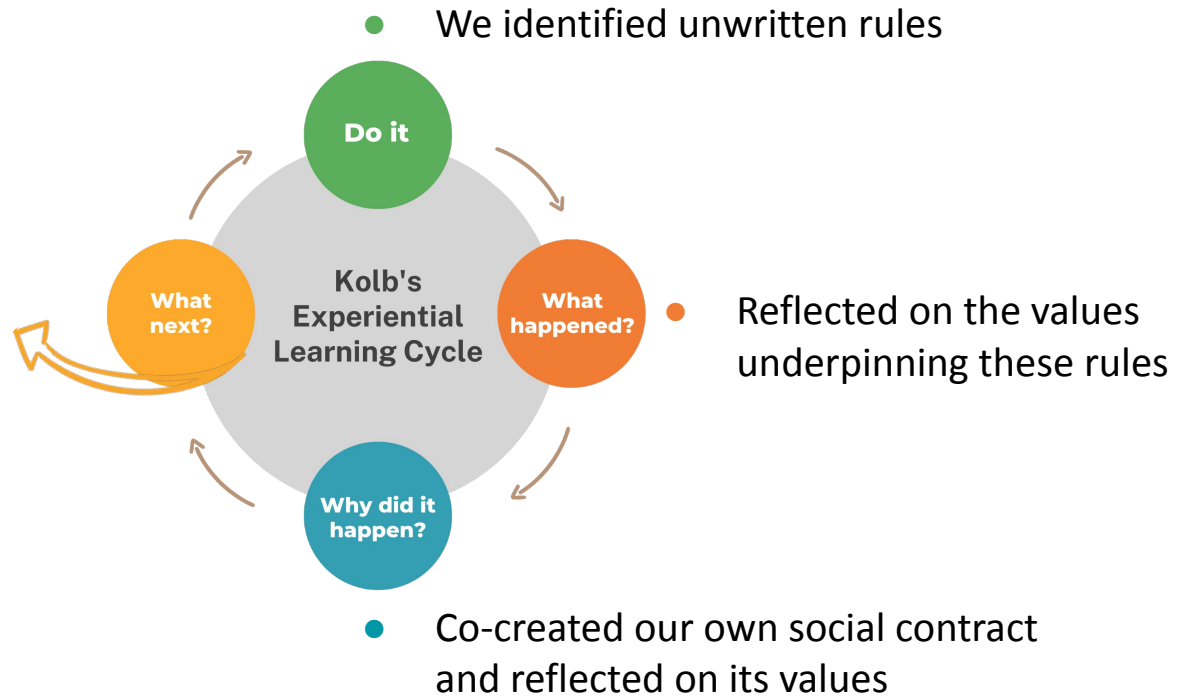 • We identified unwritten rules
Do it
What
next?
Kolb's
Experiential
Learning Cycle
What
happened?
• Reflected on the values
underpinning these rules
Why did it
happen?
• Co-created our own social contract
and reflected on its values